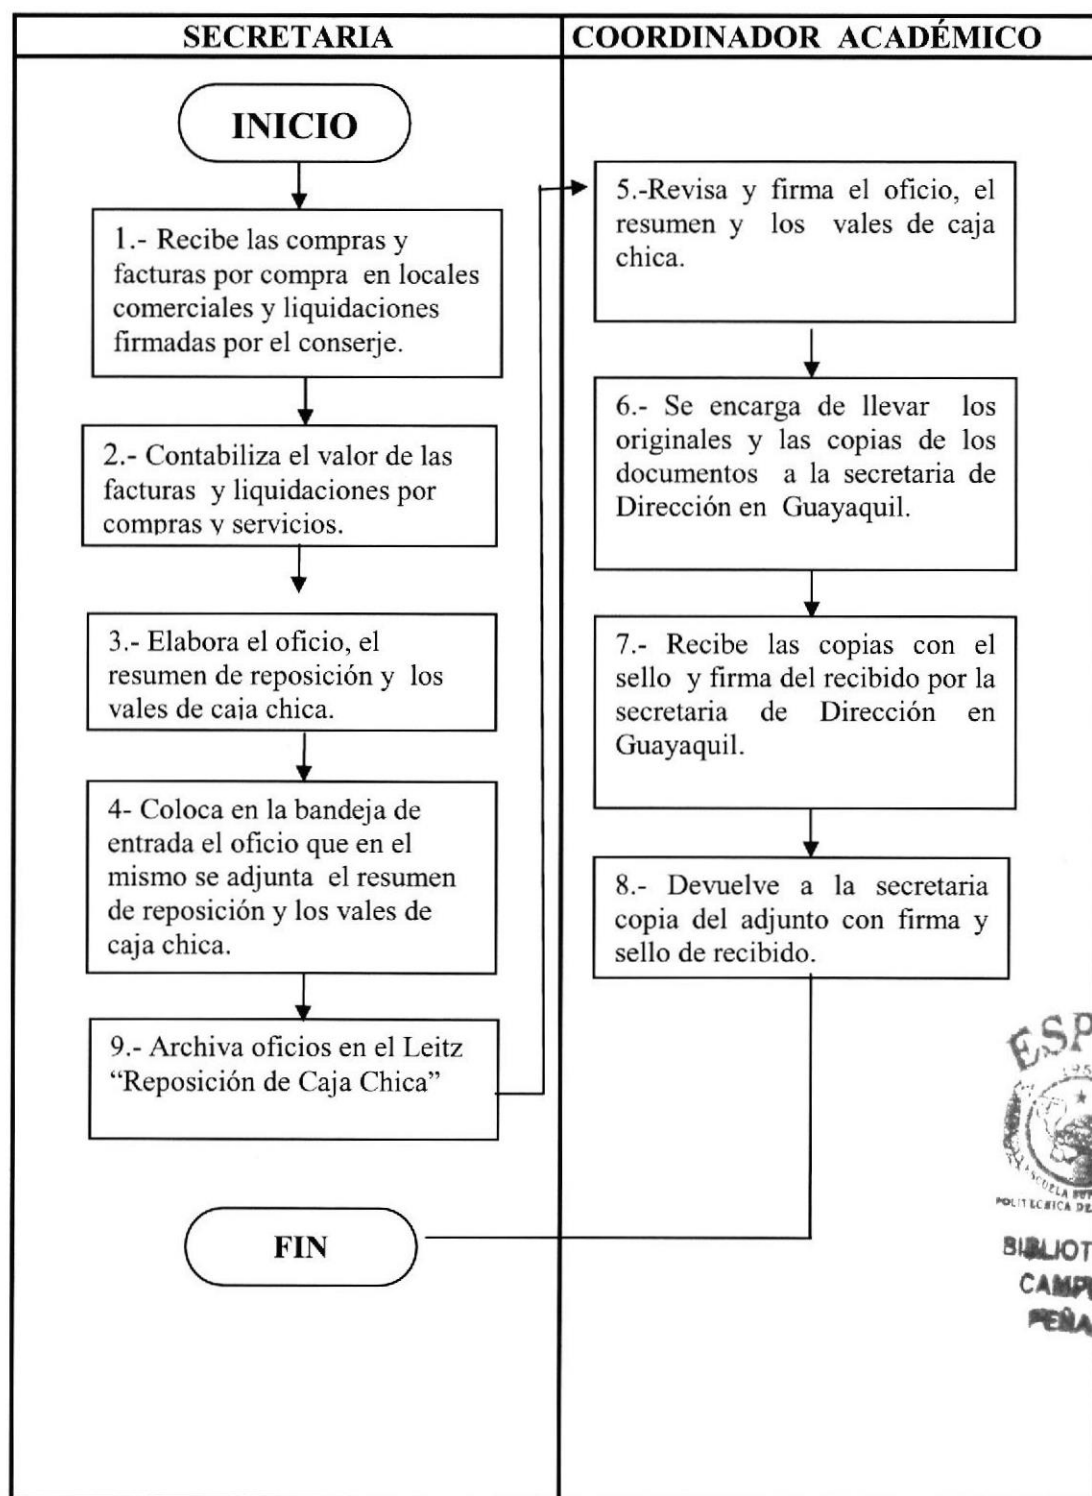 SECRETARIA
COORDINADOR ACADÉMICO
INICIO
1.- Recibe las compras y
facturas por compra en locales
comerciales y liquidaciones
firmadas por el conserje.
2.- Contabiliza el valor de las
facturas y liquidaciones por
compras y servicios.
3.- Elabora el oficio, el
resumen de reposición y los
vales de caja chica.
4- Coloca en la bandeja de
entrada el oficio que en el
mismo se adjunta el resumen
de reposición y los vales de
caja chica.
9.- Archiva oficios en el Leitz
“Reposición de Caja Chica”
FIN
5.-Revisa y firma el oficio, el
resumen y los vales de caja
chica.
6.- Se encarga de llevar los
originales y las copias de los
documentos a la secretaria de
Dirección en Guayaquil.
7.- Recibe las copias con el
sello y firma del recibido por la
secretaria de Dirección en
Guayaquil.
8.- Devuelve a la secretaria
copia del adjunto con firma y
sello de recibido.
ESP
POLITECNICA DE
BIBLIOT
CAMP
PEÑA